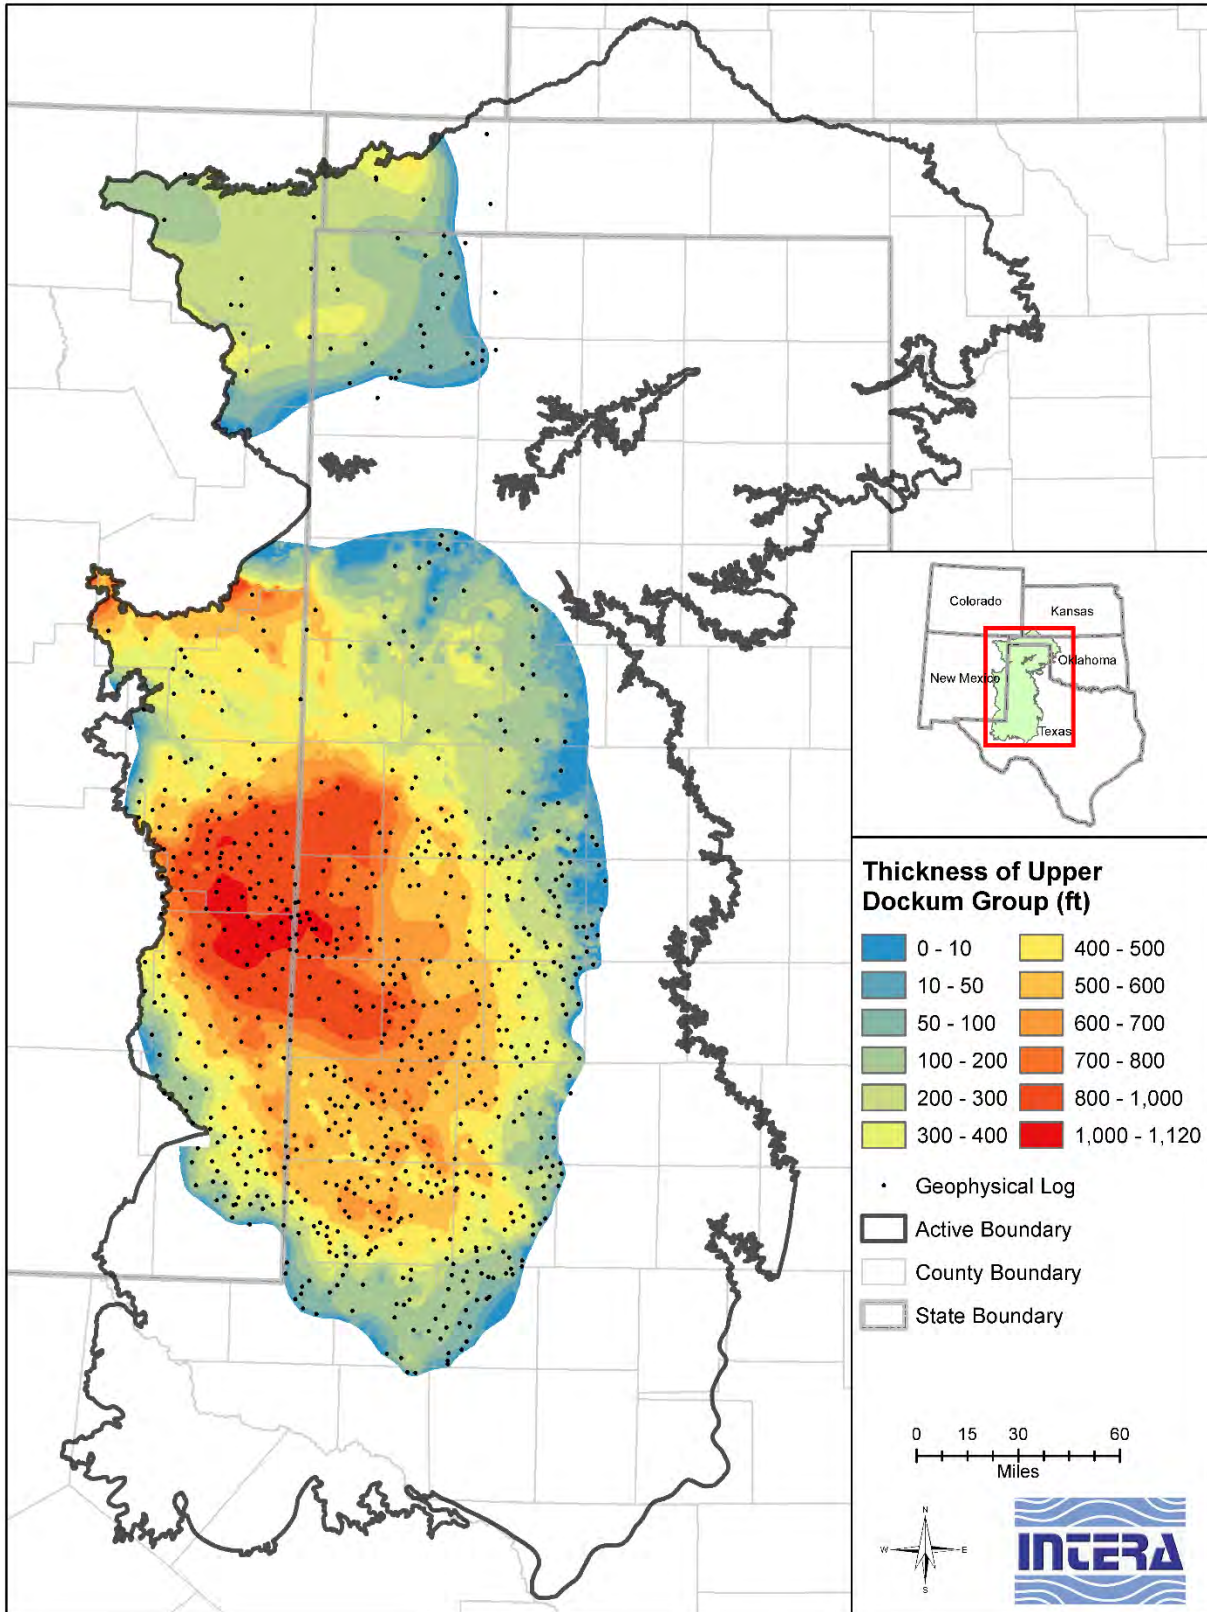 Colorado
Kansas
New Mexico
Oklahoma
Texas
Thickness of Upper
Dockum Group (ft)
0 - 10
400 - 500
10 - 50
500 - 600
50 - 100
600 - 700
100 - 200
700 - 800
200 - 300
800 - 1,000
300 - 400
1,000 - 1,120
Geophysical Log
Active Boundary
County Boundary
State Boundary
0 15 30 60
Miles
N
W E
S
INTERA